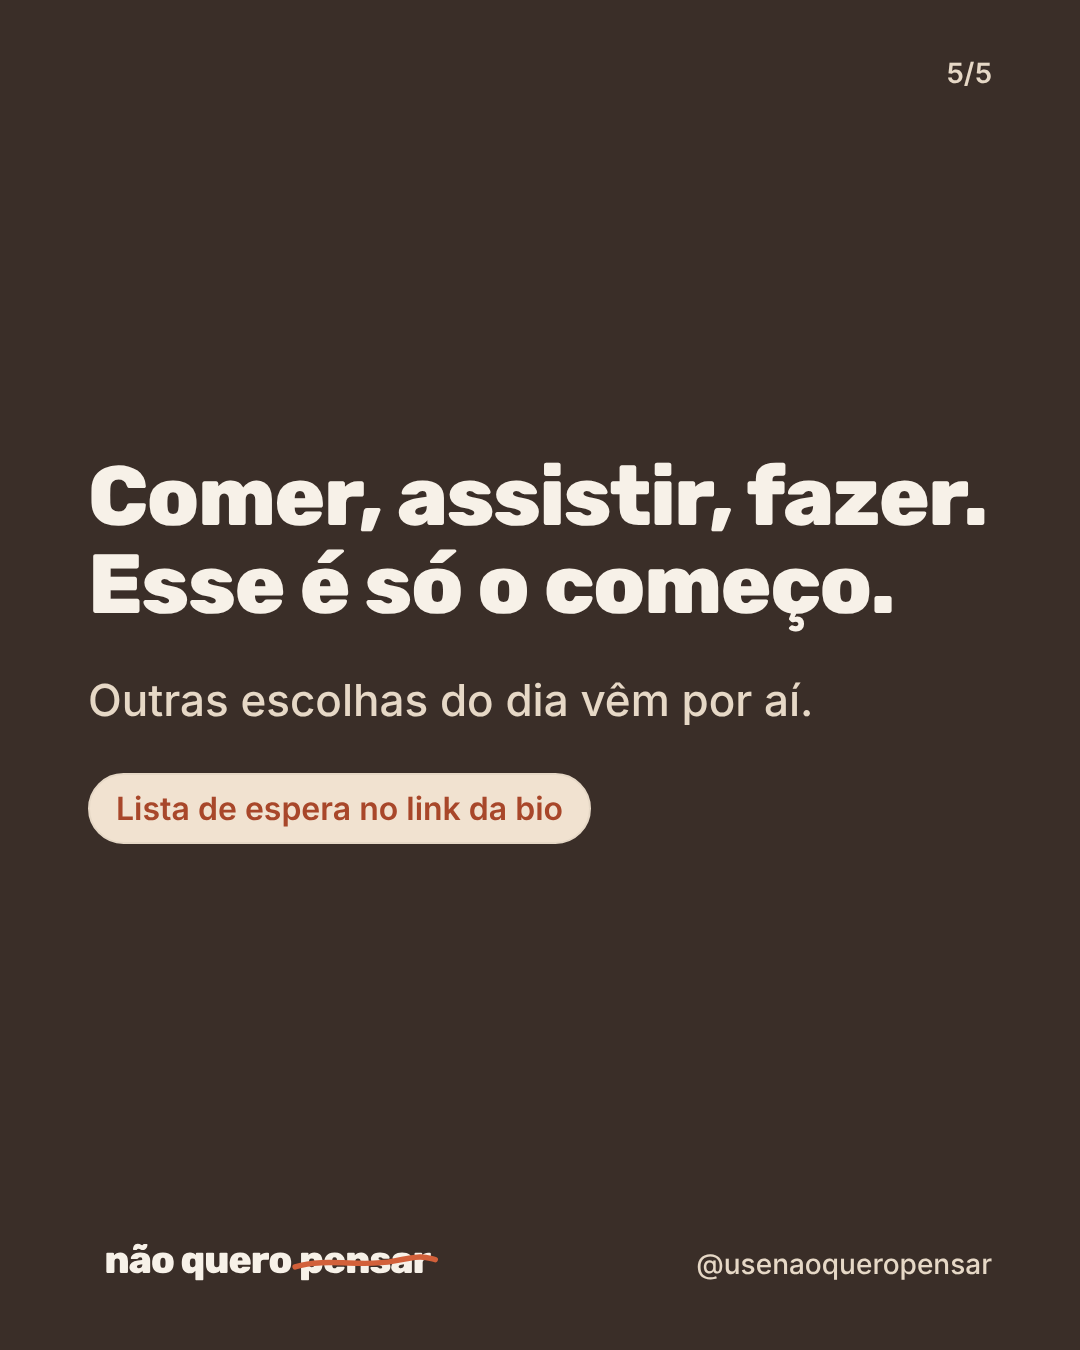 5/5
Comer, assistir, fazer.
Esse é só o começo.
Outras escolhas do dia vêm por aí.
Lista de espera no link da bio
não quero pensar
@usenaoqueropensar